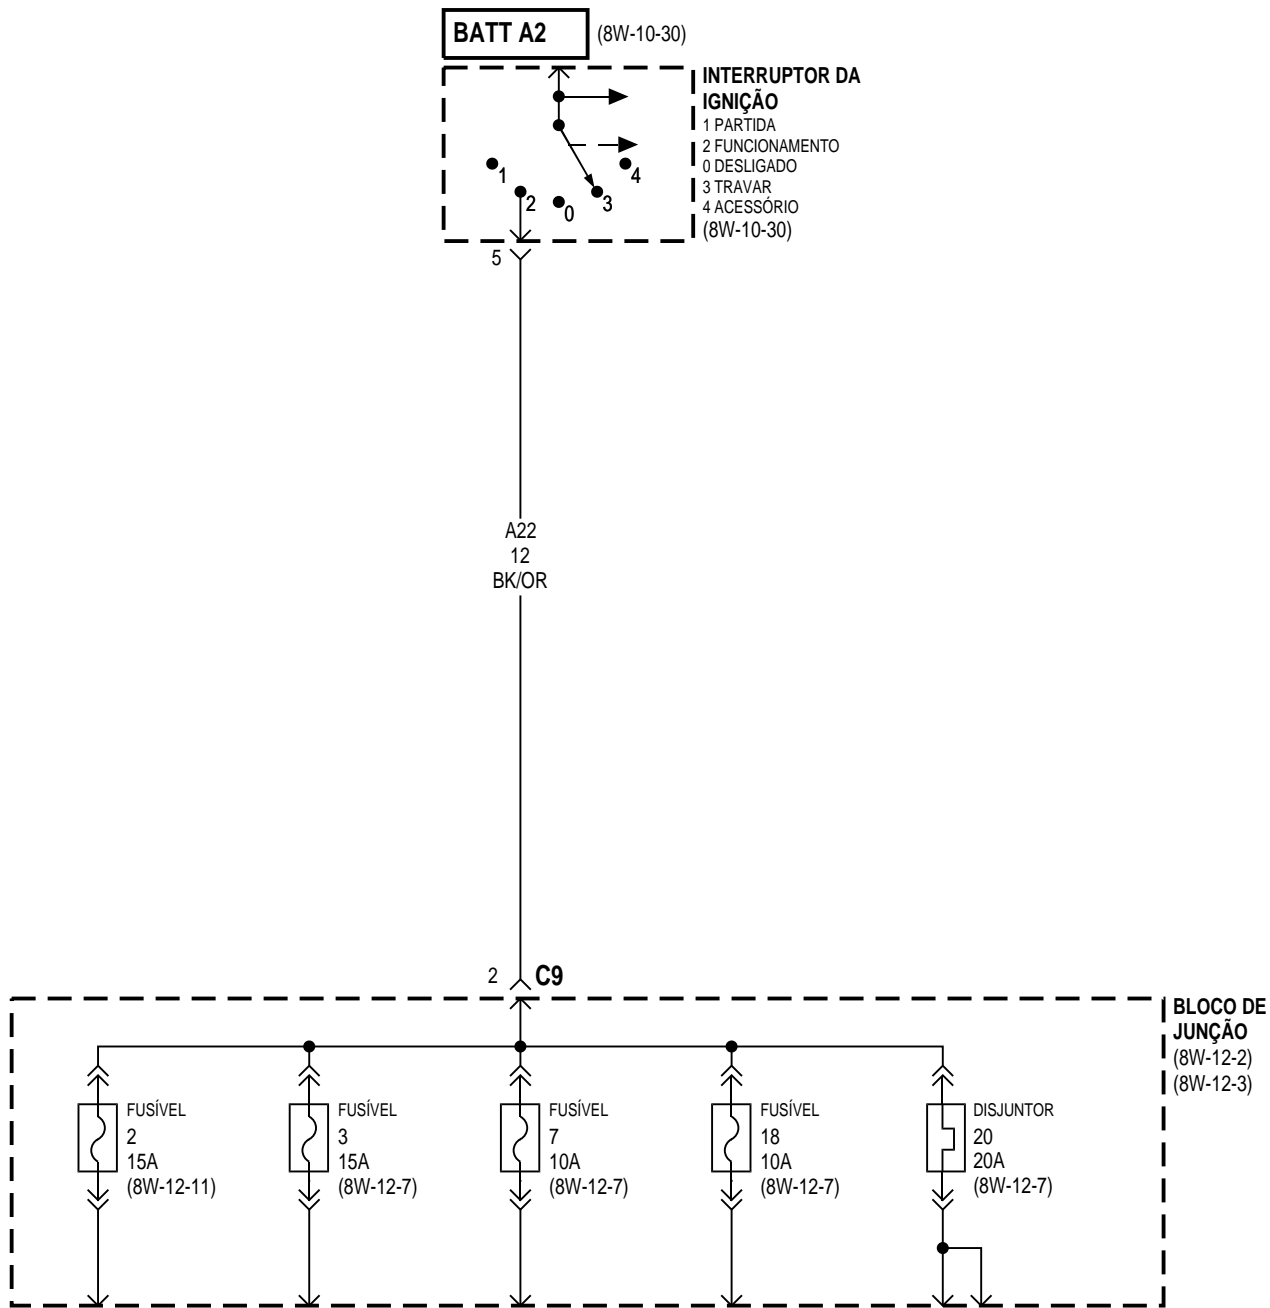 BATT A2
(8W-10-30)
INTERRUPTOR DA
IGNIÇÃO
1 PARTIDA
2 FUNCIONAMENTO
0 DESLIGADO
3 TRAVAR
4 ACESSÓRIO
(8W-10-30)
1
2
0
3
4
5
A22
12
BK/OR
2
C9
BLOCO DE
JUNÇÃO
(8W-12-2)
(8W-12-3)
FUSÍVEL
2
15A
(8W-12-11)
FUSÍVEL
3
15A
(8W-12-7)
FUSÍVEL
7
10A
(8W-12-7)
FUSÍVEL
18
10A
(8W-12-7)
DISJUNTOR
20
20A
(8W-12-7)